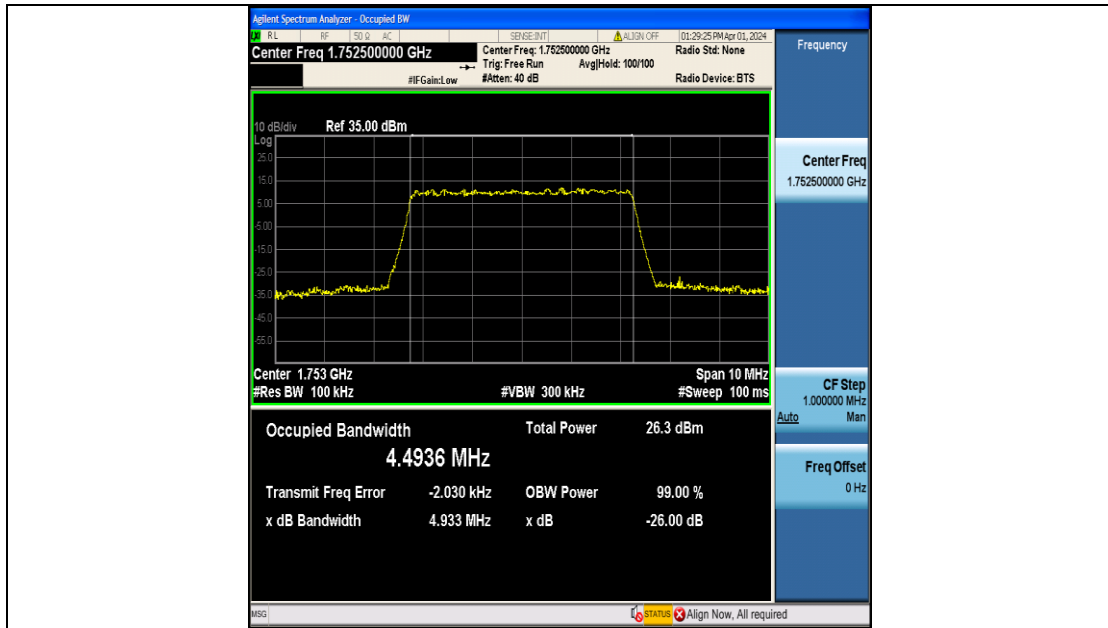 Agilent Spectrum Analyzer - Occupied BW
RL RF 50 Ω AC SENSE:INT ALIGN OFF 01:29:25 PM Apr 01, 2024
Center Freq 1.752500000 GHz
Center Freq: 1.752500000 GHz Radio Std: None
Trig: Free Run Avg|Hold: 100/100
#IFGain:Low #Atten: 40 dB Radio Device: BTS
10 dB/div Ref 35.00 dBm
Log
25.0
15.0
5.00
-5.00
-15.0
-25.0
-35.0
-45.0
-55.0
Center 1.753 GHz Span 10 MHz
#Res BW 100 kHz #VBW 300 kHz #Sweep 100 ms
Occupied Bandwidth Total Power 26.3 dBm
4.4936 MHz
Transmit Freq Error -2.030 kHz OBW Power 99.00 %
x dB Bandwidth 4.933 MHz x dB -26.00 dB
Frequency
Center Freq
1.752500000 GHz
CF Step
1.000000 MHz
Auto Man
Freq Offset
0 Hz
MSG STATUS Align Now, All required